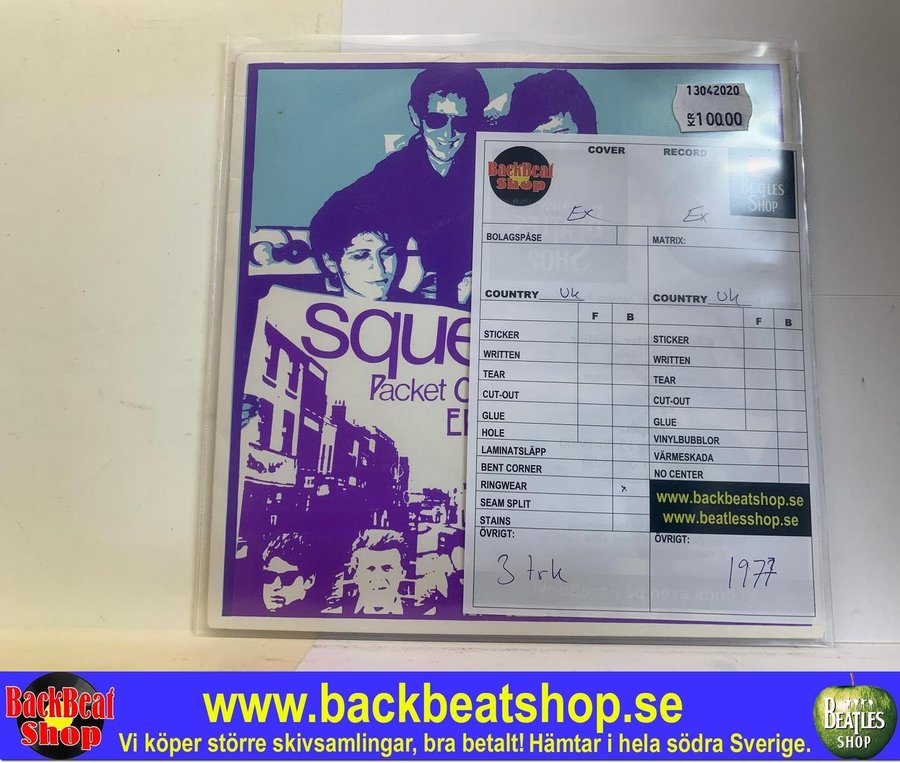 13042020
KR 100.00
sque
Packet
EP
COVER RECORD
BackBeat
Shop
BEATLES
SHOP
Ex Ex
BOLAGSPÅSE MATRIX:
COUNTRY UK COUNTRY UK
F B F B
STICKER STICKER
WRITTEN WRITTEN
TEAR TEAR
CUT-OUT CUT-OUT
GLUE GLUE
HOLE VINYLBUBBLOR
LAMINATSLÄPP VÄRMESKADA
BENT CORNER NO CENTER
RINGWEAR x
SEAM SPLIT
STAINS
www.backbeatshop.se
www.beatlesshop.se
ÖVRIGT: ÖVRIGT:
3 trk 1977
BackBeat
Shop
www.backbeatshop.se
Vi köper större skivsamlingar, bra betalt! Hämtar i hela södra Sverige.
BEATLES
SHOP